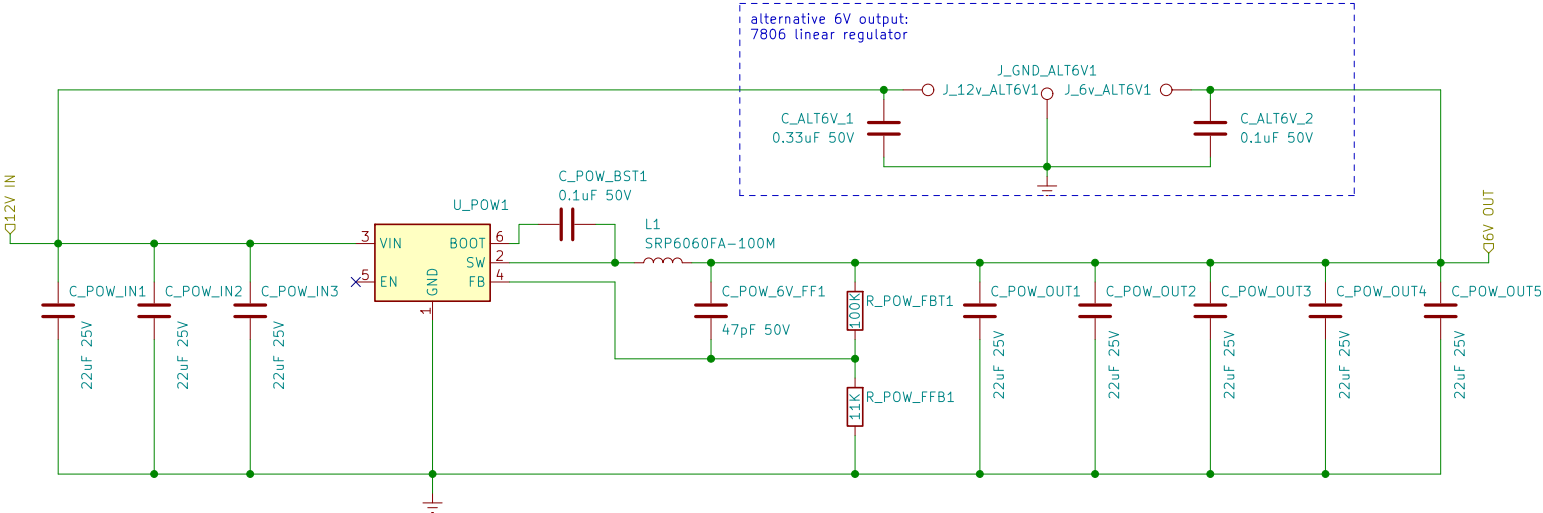 alternative 6V output:
7806 linear regulator
J_GND_ALT6V1
J_12v_ALT6V1
J_6v_ALT6V1
C_ALT6V_1
0.33uF 50V
C_ALT6V_2
0.1uF 50V
12V IN
C_POW_BST1
0.1uF 50V
U_POW1
3
VIN
BOOT
6
SW
2
5
EN
FB
4
GND
1
L1
SRP6060FA-100M
6V OUT
C_POW_IN1
22uF 25V
C_POW_IN2
22uF 25V
C_POW_IN3
22uF 25V
C_POW_6V_FF1
47pF 50V
R_POW_FBT1
100K
R_POW_FFB1
11K
C_POW_OUT1
22uF 25V
C_POW_OUT2
22uF 25V
C_POW_OUT3
22uF 25V
C_POW_OUT4
22uF 25V
C_POW_OUT5
22uF 25V